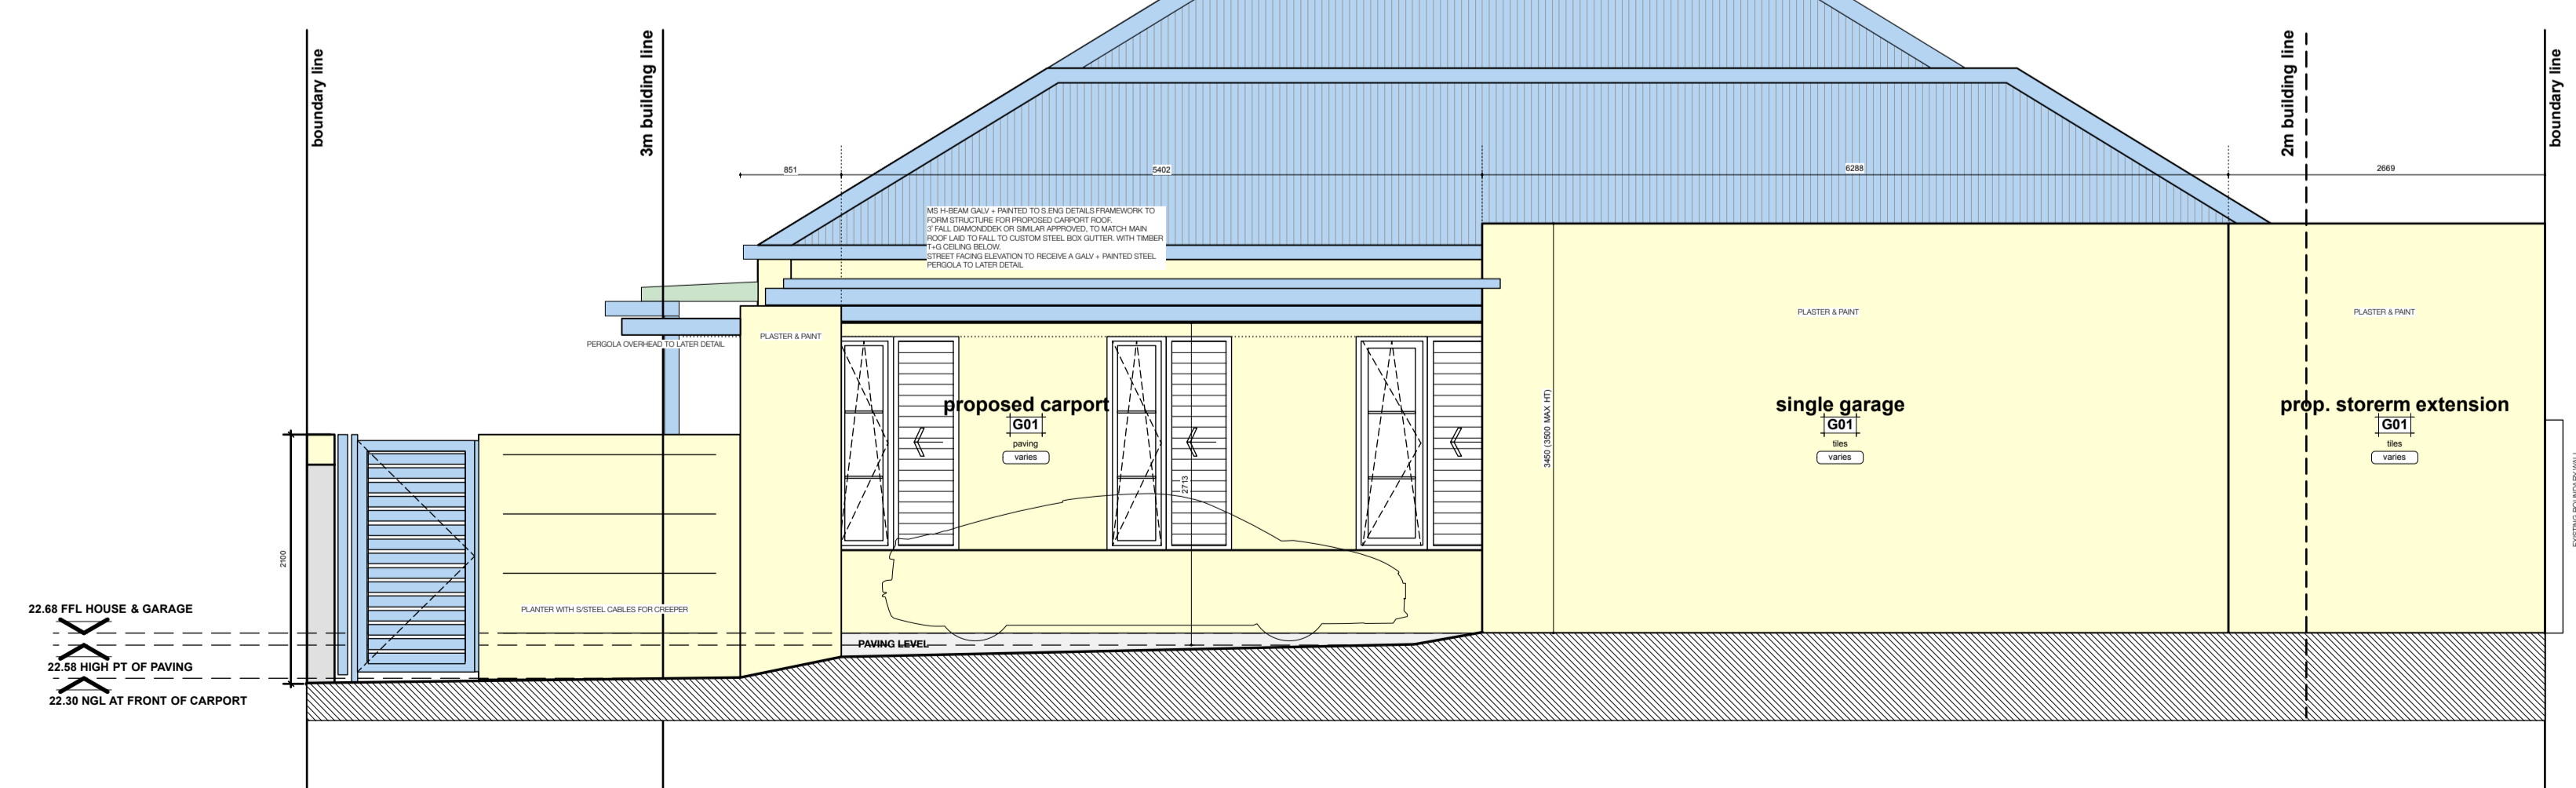 boundary line
3m building line
2m building line
boundary line
851
5402
6288
2669
MS H-BEAM GALV + PAINTED TO S.ENG DETAILS FRAMEWORK TO
FORM STRUCTURE FOR PROPOSED CARPORT ROOF.
3° FALL DIAMONDDEK OR SIMILAR APPROVED, TO MATCH MAIN
ROOF LAID TO FALL TO CUSTOM STEEL BOX GUTTER. WITH TIMBER
T+G CEILING BELOW.
STREET FACING ELEVATION TO RECEIVE A GALV + PAINTED STEEL
PERGOLA TO LATER DETAIL
PERGOLA OVERHEAD TO LATER DETAIL
PLASTER & PAINT
PLASTER & PAINT
PLASTER & PAINT
proposed carport
G01
paving
varies
single garage
G01
tiles
varies
prop. storerm extension
G01
tiles
varies
3450 (3500 MAX HT)
2713
2100
EXISTING BOUNDARY WALL
PLANTER WITH S/STEEL CABLES FOR CREEPER
PAVING LEVEL
22.68 FFL HOUSE & GARAGE
22.58 HIGH PT OF PAVING
22.30 NGL AT FRONT OF CARPORT